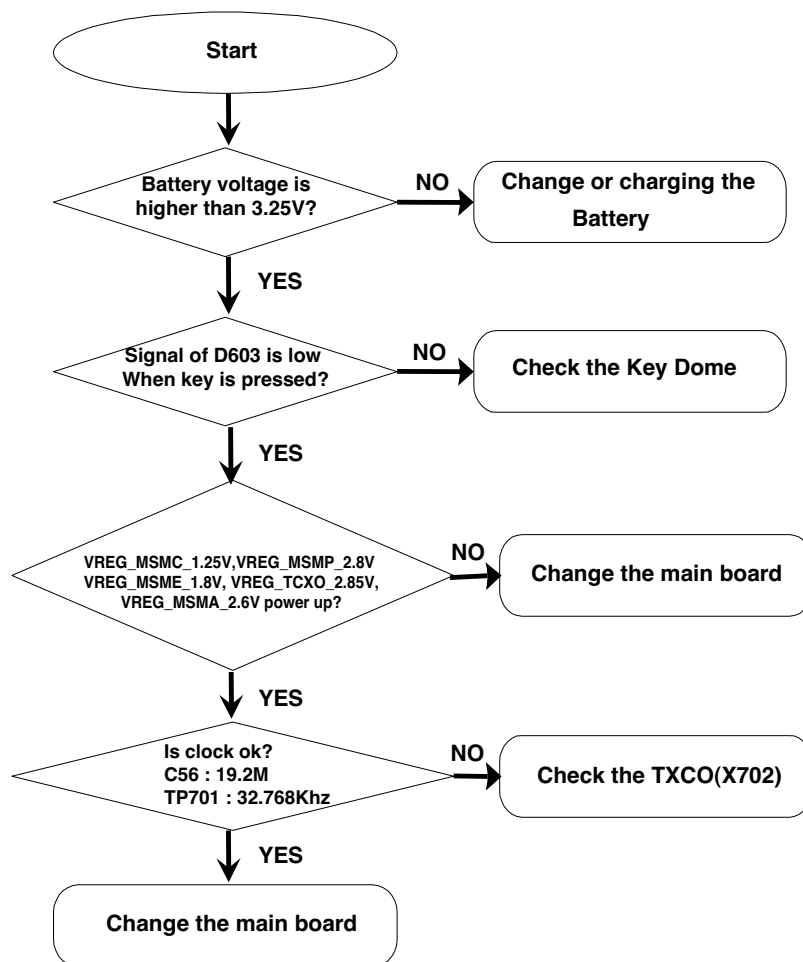 Start
Battery voltage is
higher than 3.25V?
NO
Change or charging the
Battery
YES
Signal of D603 is low
When key is pressed?
NO
Check the Key Dome
YES
VREG_MSMC_1.25V,VREG_MSMP_2.8V
VREG_MSME_1.8V, VREG_TCXO_2.85V,
VREG_MSMA_2.6V power up?
NO
Change the main board
YES
Is clock ok?
C56 : 19.2M
TP701 : 32.768Khz
NO
Check the TXCO(X702)
YES
Change the main board